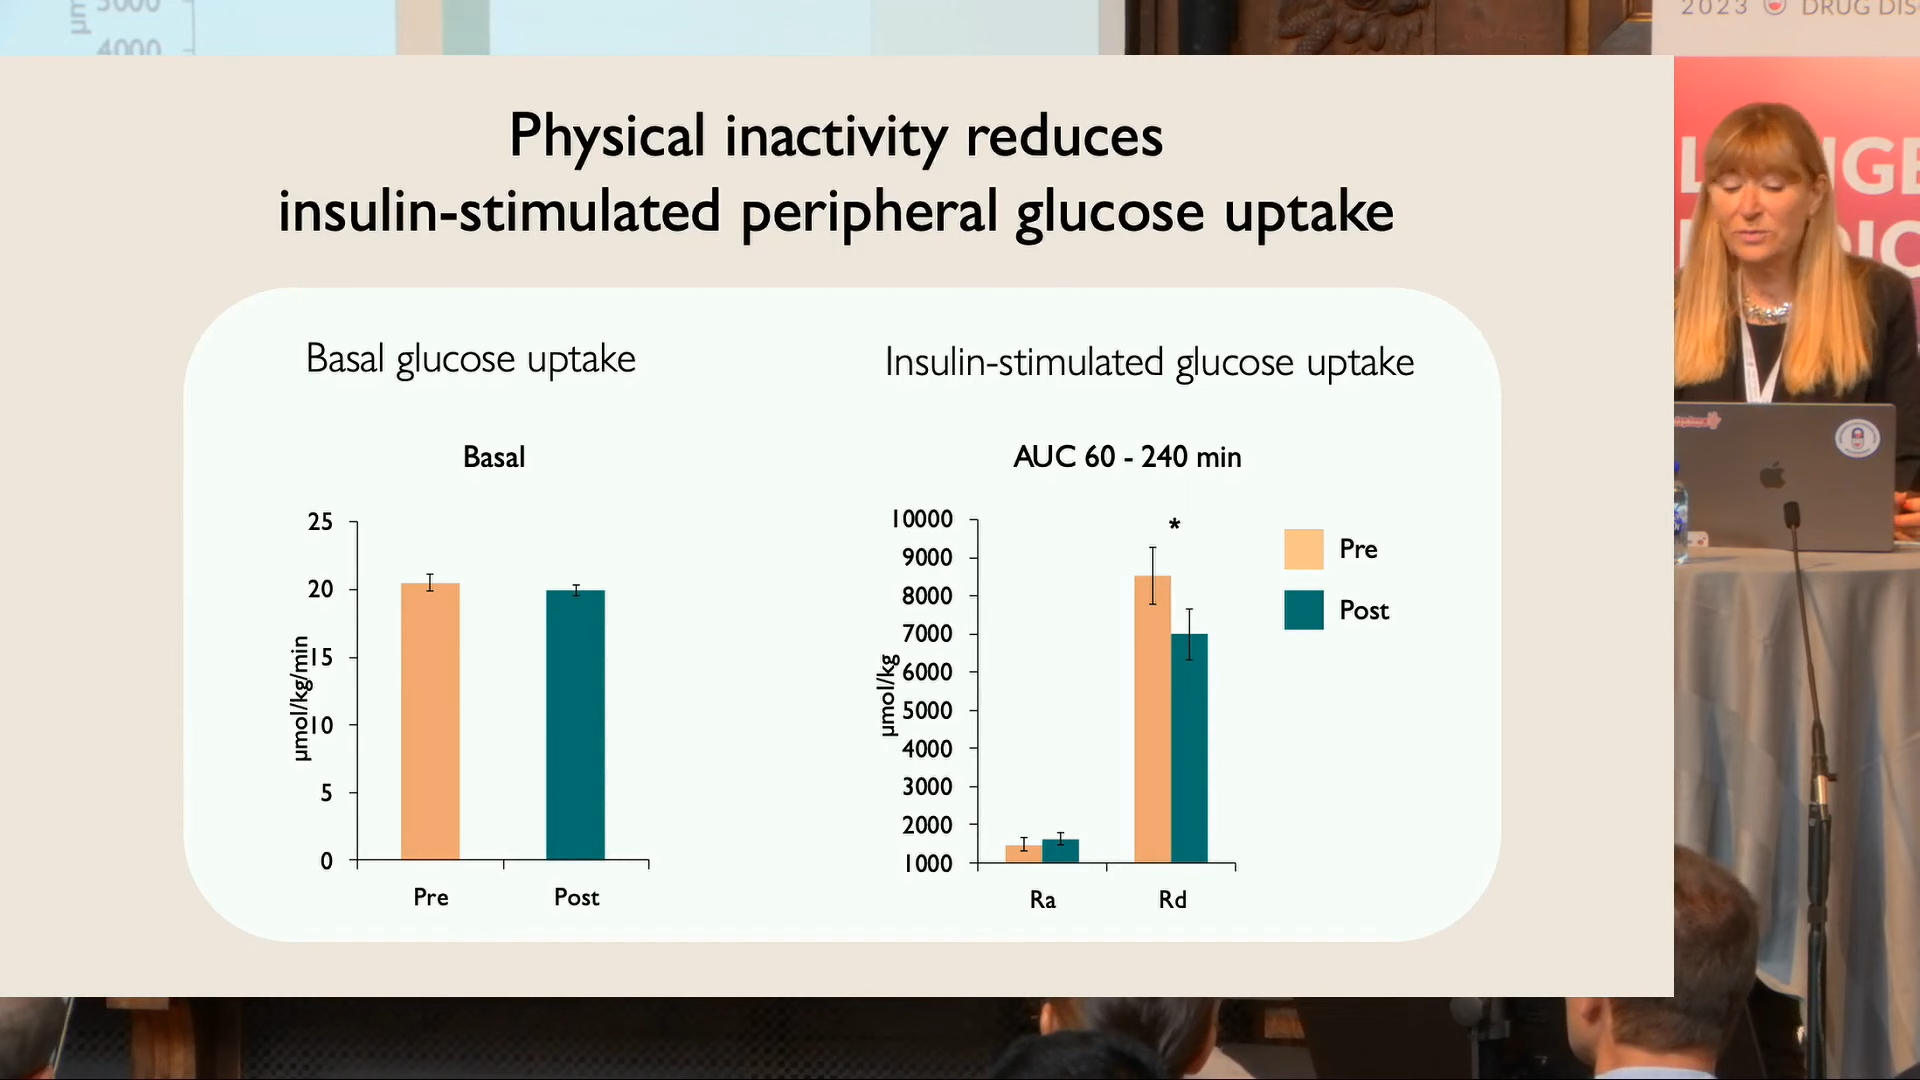 4000
2023 DRUG DIS
Physical inactivity reduces
insulin-stimulated peripheral glucose uptake
Basal glucose uptake
Insulin-stimulated glucose uptake
Basal
AUC 60 - 240 min
25
20
15
10
5
0
µmol/kg/min
Pre
Post
10000
9000
8000
7000
6000
5000
4000
3000
2000
1000
µmol/kg
*
Ra
Rd
Pre
Post